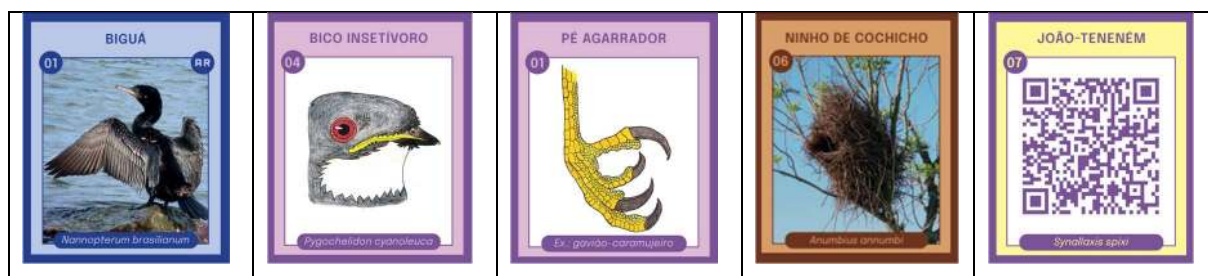 BIGUÁ
01
AR
Nannopterum brasilianum
BICO INSETÍVORO
04
Pygochelidon cyanoleuca
PÉ AGARRADOR
01
Ex.: gavião-caramujeiro
NINHO DE COCHICHO
06
Anumbius annumbi
JOÃO-TENENÉM
07
Synallaxis spixi